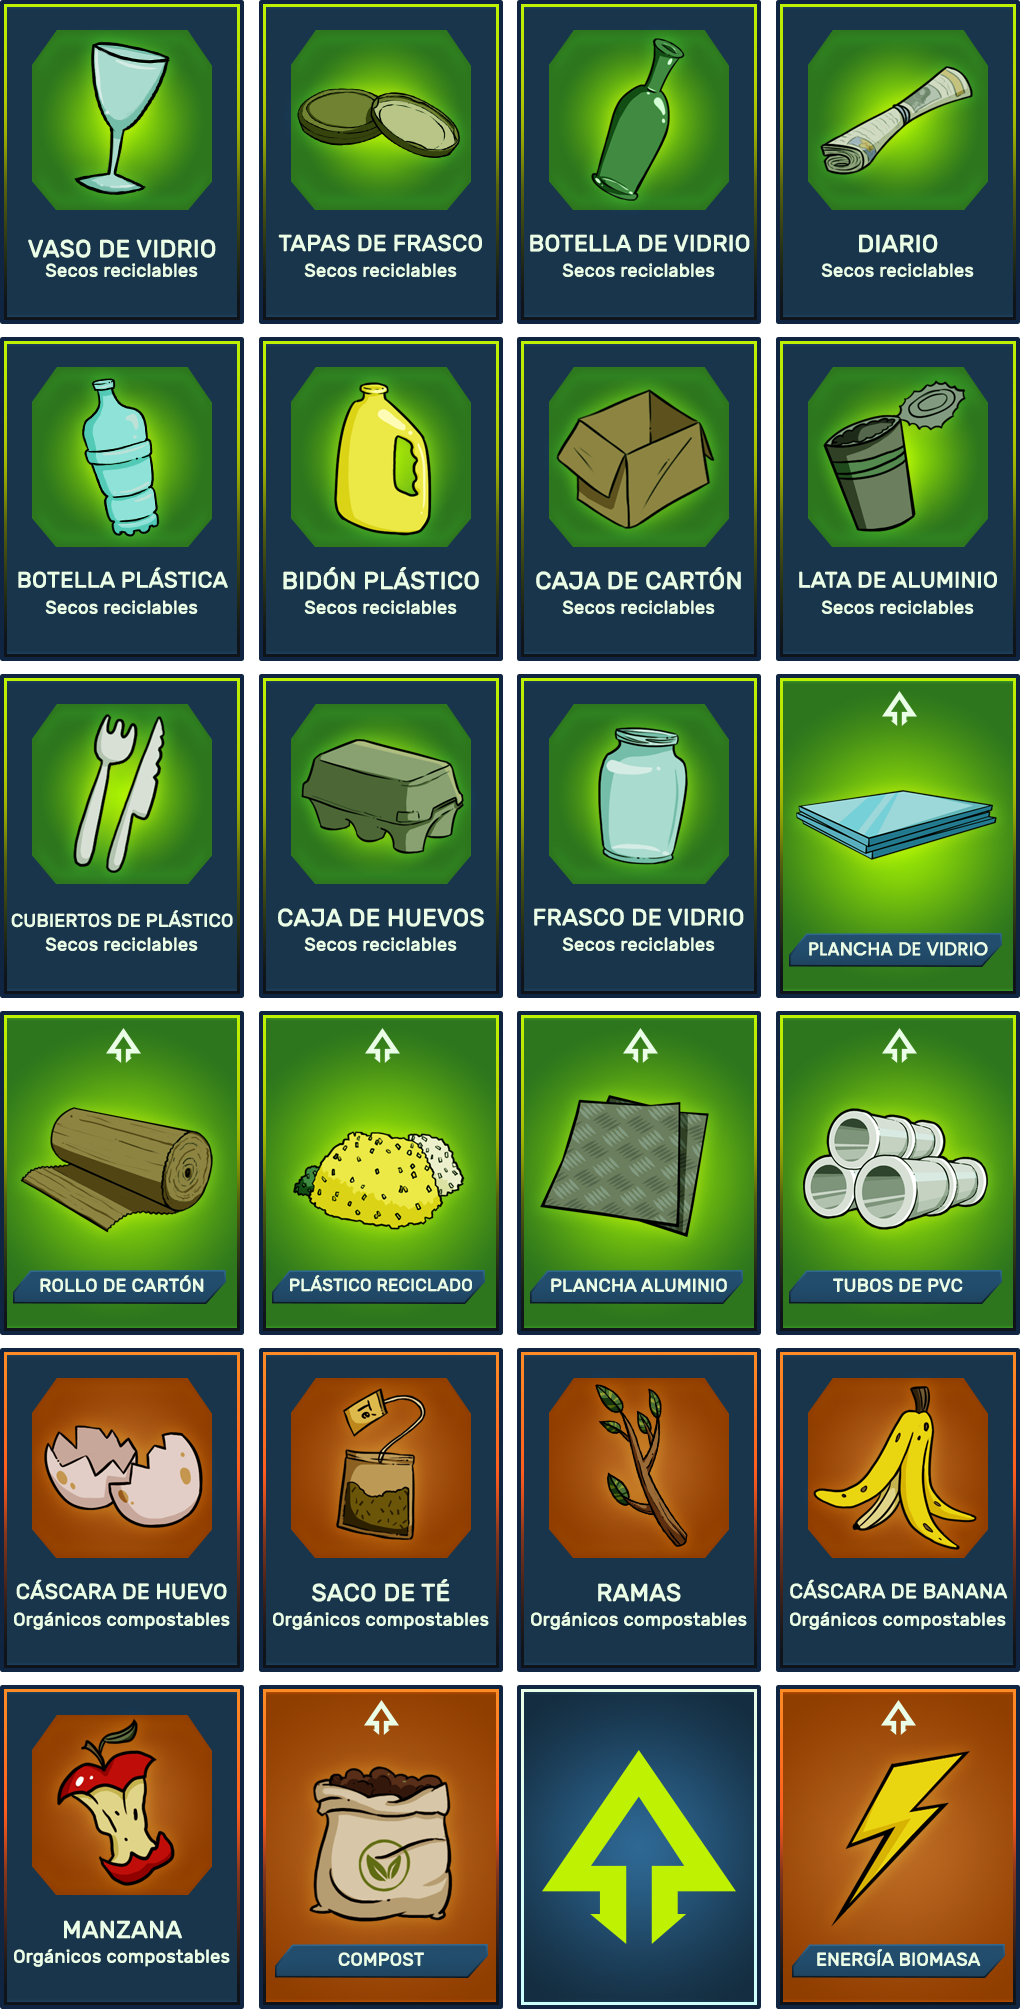 VASO DE VIDRIO
Secos reciclables
TAPAS DE FRASCO
Secos reciclables
BOTELLA DE VIDRIO
Secos reciclables
DIARIO
Secos reciclables
BOTELLA PLÁSTICA
Secos reciclables
BIDÓN PLÁSTICO
Secos reciclables
CAJA DE CARTÓN
Secos reciclables
LATA DE ALUMINIO
Secos reciclables
CUBIERTOS DE PLÁSTICO
Secos reciclables
CAJA DE HUEVOS
Secos reciclables
FRASCO DE VIDRIO
Secos reciclables
PLANCHA DE VIDRIO
ROLLO DE CARTÓN
PLÁSTICO RECICLADO
PLANCHA ALUMINIO
TUBOS DE PVC
CÁSCARA DE HUEVO
Orgánicos compostables
Té
SACO DE TÉ
Orgánicos compostables
RAMAS
Orgánicos compostables
CÁSCARA DE BANANA
Orgánicos compostables
MANZANA
Orgánicos compostables
COMPOST
ENERGÍA BIOMASA